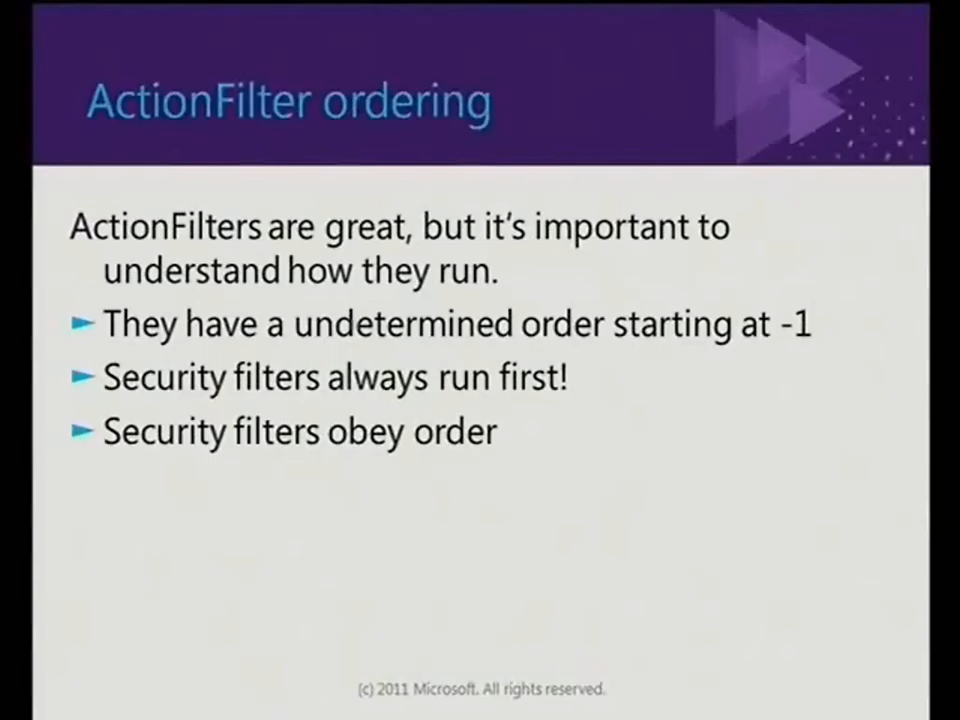 ActionFilter ordering
ActionFilters are great, but it's important to
understand how they run.
► They have a undetermined order starting at -1
► Security filters always run first!
► Security filters obey order
(c) 2011 Microsoft. All rights reserved.